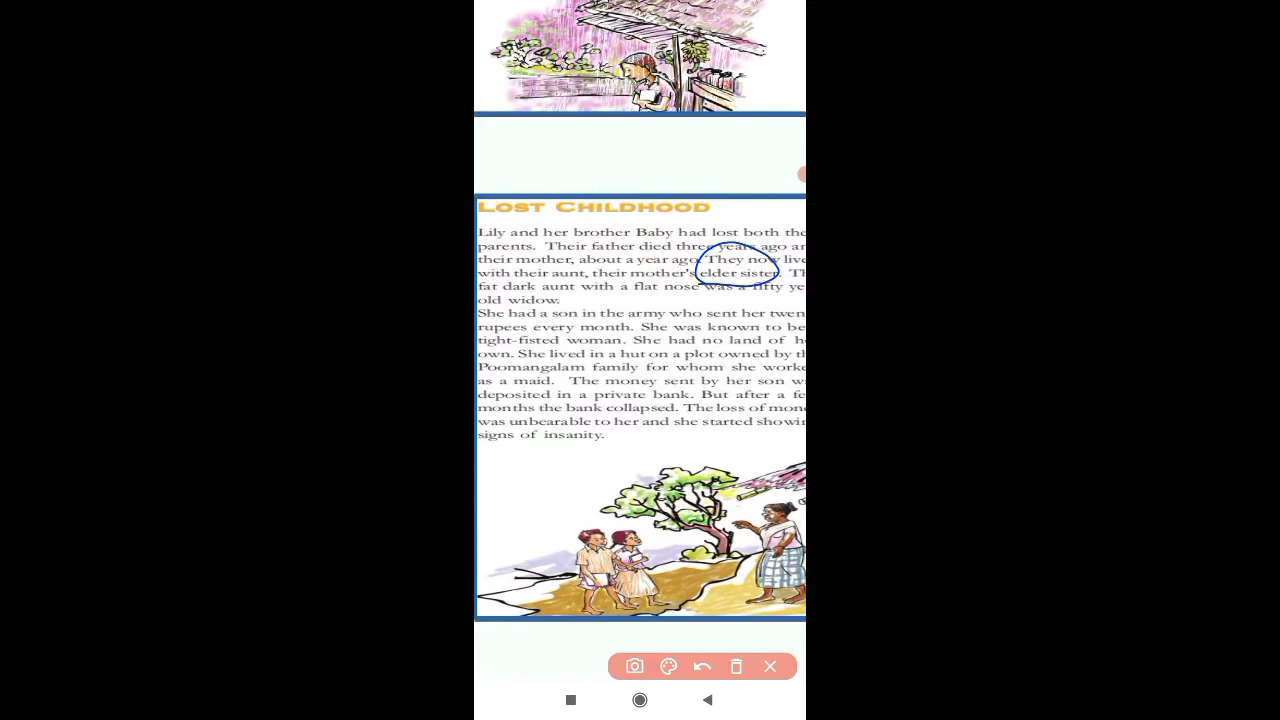 LOST CHILDHOOD
Lily and her brother Baby had lost both the
parents. Their father died three years ago an
their mother, about a year ago. They now live
with their aunt, their mother's elder sister. Th
fat dark aunt with a flat nose was a fifty ye
old widow.
She had a son in the army who sent her twen
rupees every month. She was known to be
tight-fisted woman. She had no land of he
own. She lived in a hut on a plot owned by th
Poomangalam family for whom she worke
as a maid. The money sent by her son wa
deposited in a private bank. But after a fe
months the bank collapsed. The loss of mone
was unbearable to her and she started showin
signs of insanity.